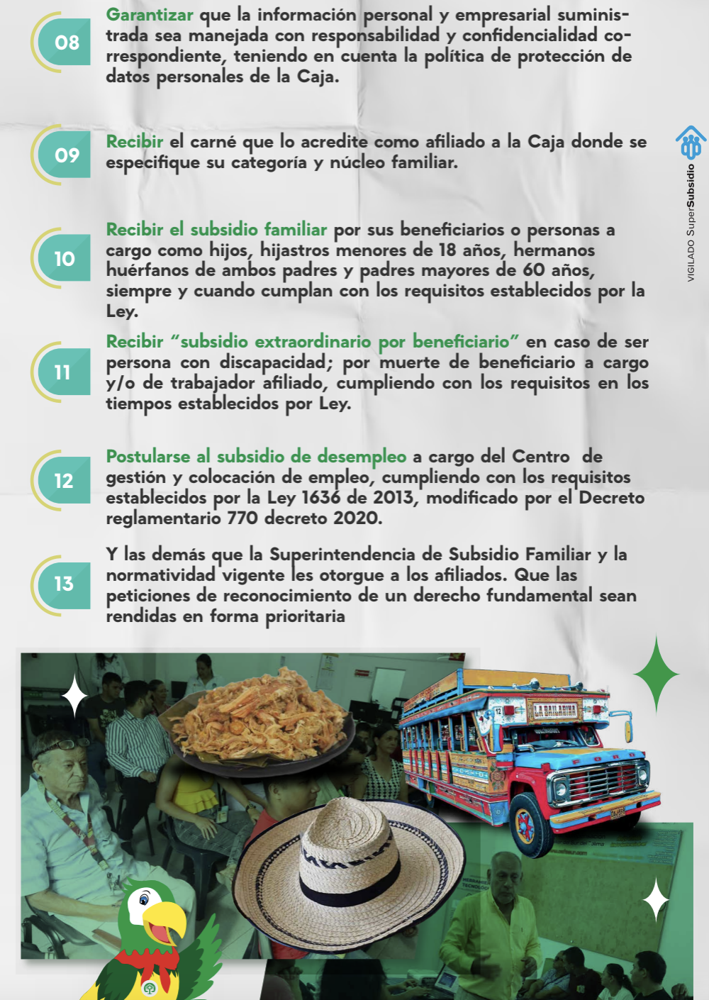 08
Garantizar que la información personal y empresarial suminis-
trada sea manejada con responsabilidad y confidencialidad co-
rrespondiente, teniendo en cuenta la política de protección de
datos personales de la Caja.
09
Recibir el carné que lo acredite como afiliado a la Caja donde se
especifique su categoría y núcleo familiar.
VIGILADO SuperSubsidio
10
Recibir el subsidio familiar por sus beneficiarios o personas a
cargo como hijos, hijastros menores de 18 años, hermanos
huérfanos de ambos padres y padres mayores de 60 años,
siempre y cuando cumplan con los requisitos establecidos por la
Ley.
11
Recibir “subsidio extraordinario por beneficiario” en caso de ser
persona con discapacidad; por muerte de beneficiario a cargo
y/o de trabajador afiliado, cumpliendo con los requisitos en los
tiempos establecidos por Ley.
12
Postularse al subsidio de desempleo a cargo del Centro de
gestión y colocación de empleo, cumpliendo con los requisitos
establecidos por la Ley 1636 de 2013, modificado por el Decreto
reglamentario 770 decreto 2020.
13
Y las demás que la Superintendencia de Subsidio Familiar y la
normatividad vigente les otorgue a los afiliados. Que las
peticiones de reconocimiento de un derecho fundamental sean
rendidas en forma prioritaria
12
LA BAILARINA
FORD